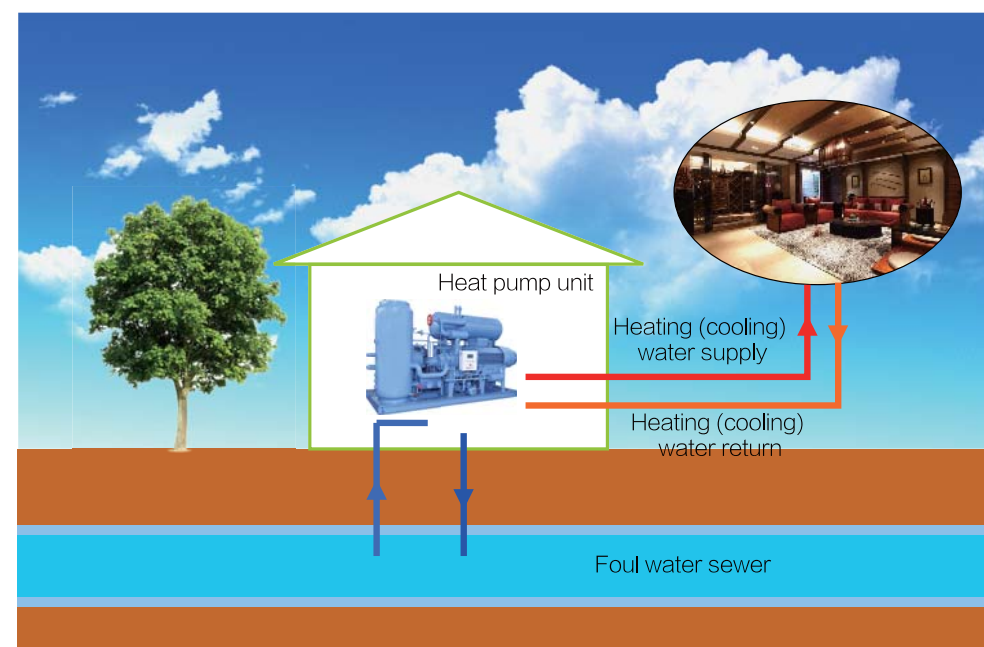 Heat pump unit
Heating (cooling)
water supply
Heating (cooling)
water return
Foul water sewer